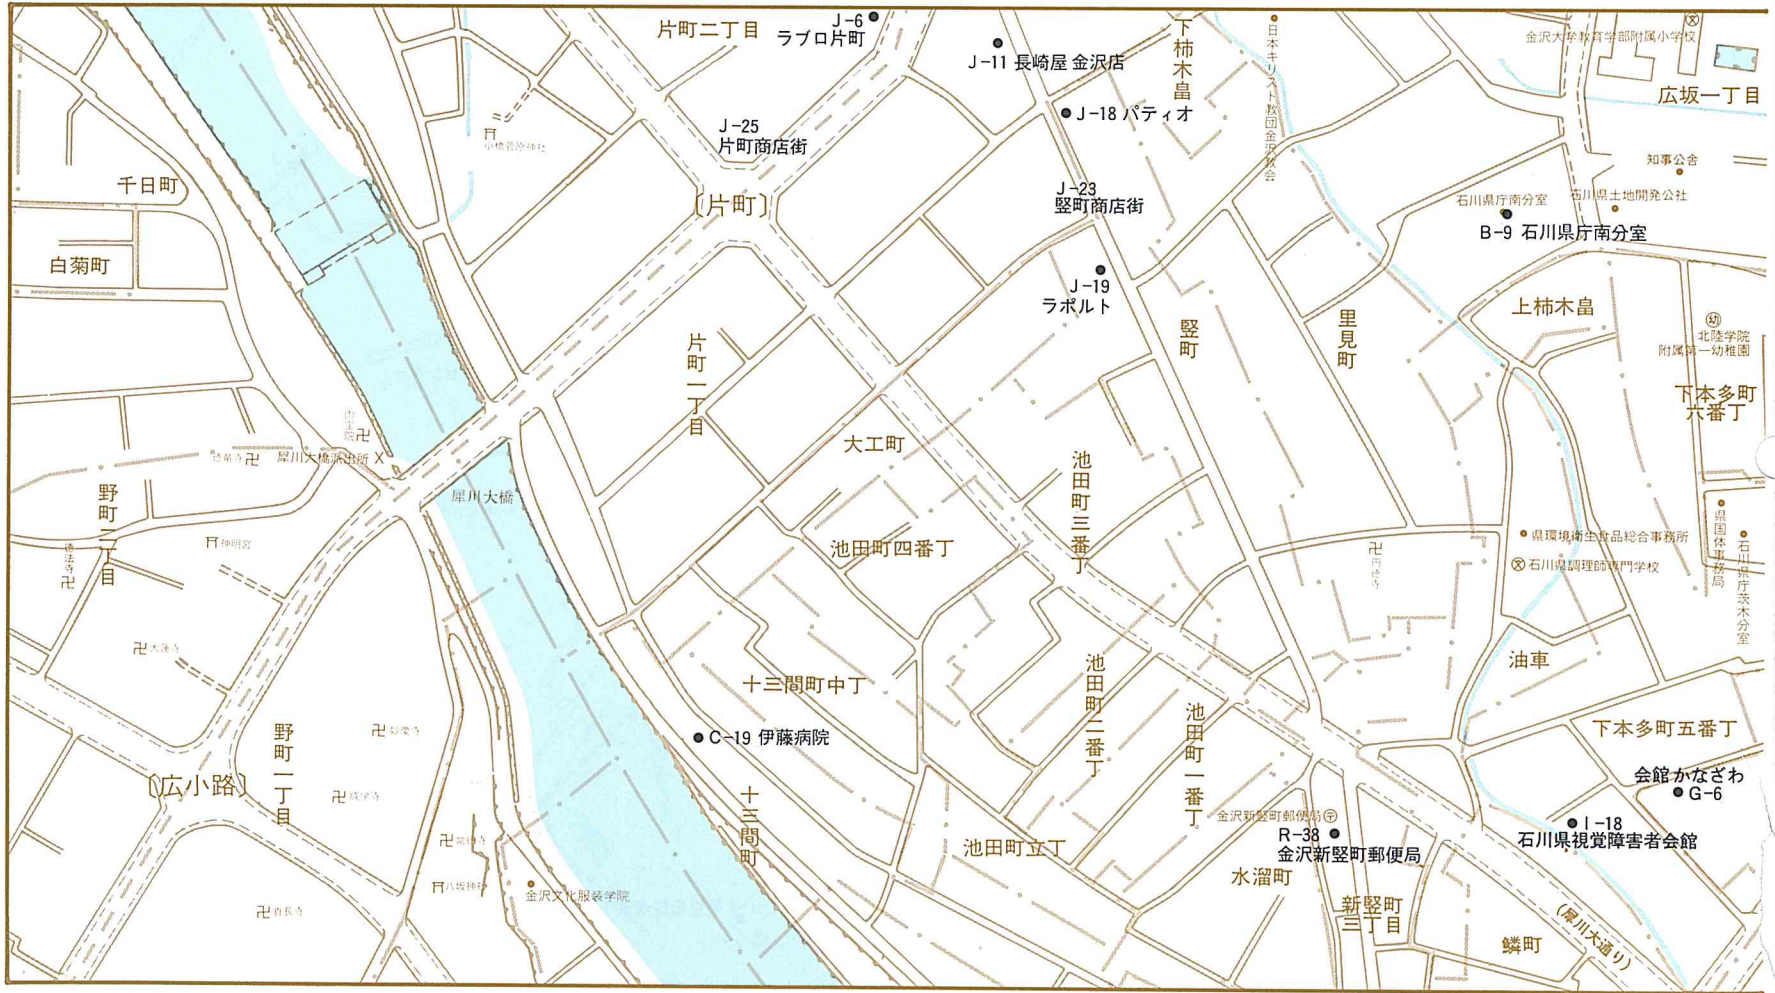 片町二丁目
J-6
ラブロ片町
J-11 長崎屋 金沢店
下柿木畠
日本キリスト教団金沢教会
金沢大学教育学部附属小学校
広坂一丁目
J-18 パティオ
J-25
片町商店街
小橋菅原神社
知事公舎
千日町
J-23
竪町商店街
〔片町〕
石川県庁南分室
石川県土地開発公社
B-9 石川県庁南分室
白菊町
J-19
ラポルト
上柿木畠
竪町
里見町
片町一丁目
幼
北陸学院
附属第一幼稚園
下本多町
六番丁
大工町
犀川大橋派出所 X
犀川大橋
野町二丁目
池田町三番丁
神明宮
池田町四番丁
県環境衛生食品総合事務所
文 石川県調理師専門学校
県国体事務局
石川県庁茨木分室
大蓮寺
油車
十三間町中丁
池田町二番丁
池田町一番丁
C-19 伊藤病院
野町一丁目
下本多町五番丁
〔広小路〕
会館 かなざわ
G-6
成学寺
十三間町
金沢新竪町郵便局〒
R-38
金沢新竪町郵便局
I-18
石川県視覚障害者会館
池田町立丁
水溜町
八坂神社
金沢文化服装学院
新竪町
三丁目
鱗町
(犀川大通り)